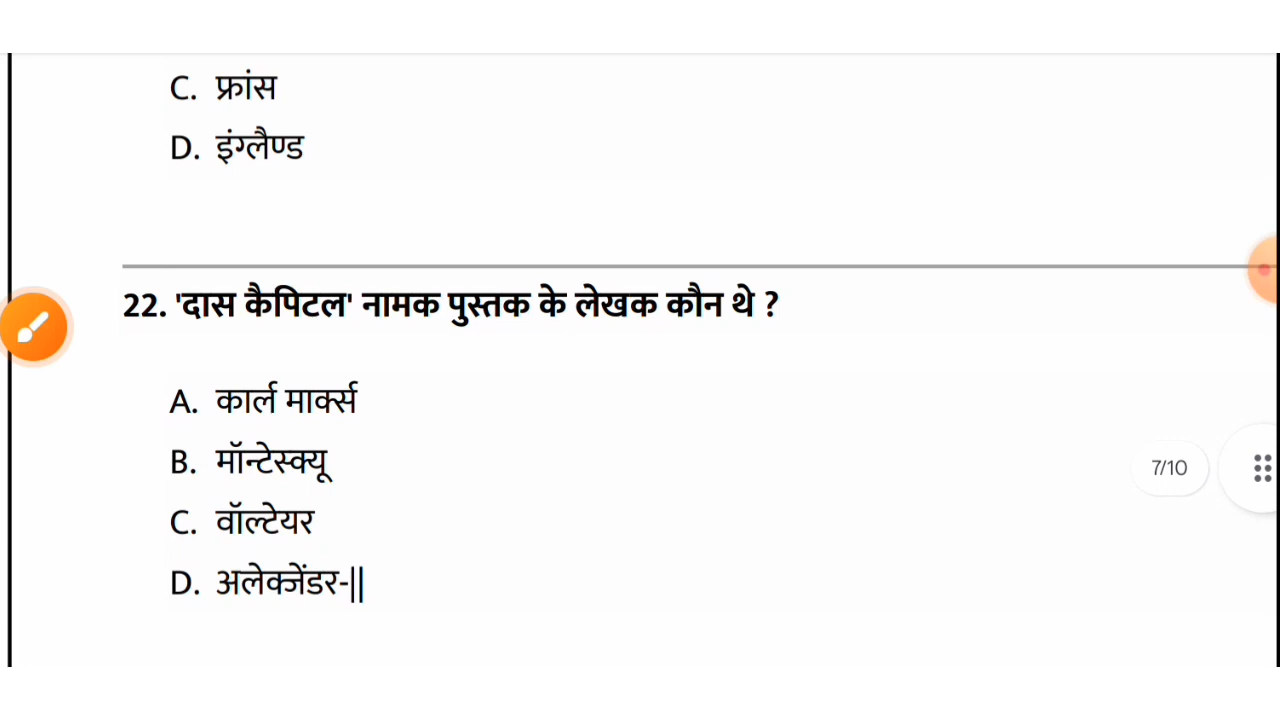 C. फ्रांस
D. इंग्लैण्ड
22. 'दास कैपिटल' नामक पुस्तक के लेखक कौन थे ?
A. कार्ल मार्क्स
B. मॉन्टेस्क्यू
7/10
C. वॉल्टेयर
D. अलेक्जेंडर-||